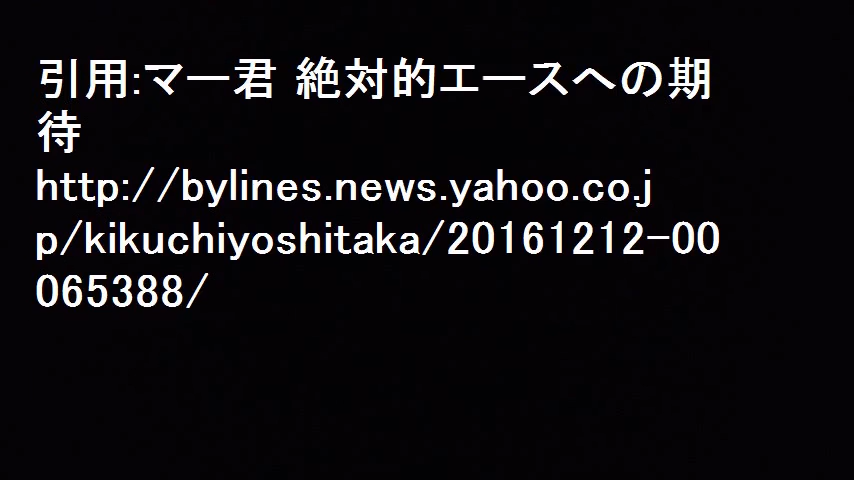 引用:マー君 絶対的エースへの期
待
http://bylines.news.yahoo.co.j
p/kikuchiyoshitaka/20161212-00
065388/